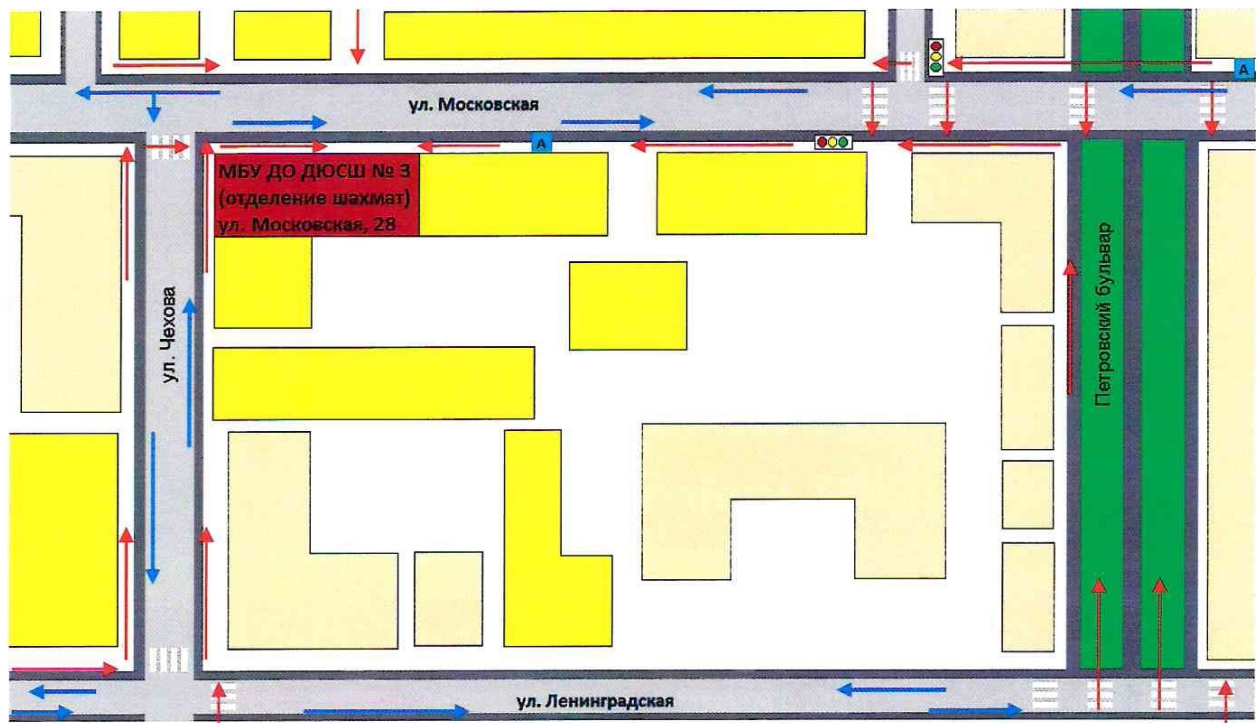 А
ул. Московская
А
МБУ ДО ДЮСШ № 3
(отделение шахмат)
ул. Московская, 28
ул. Чехова
Петровский бульвар
ул. Ленинградская